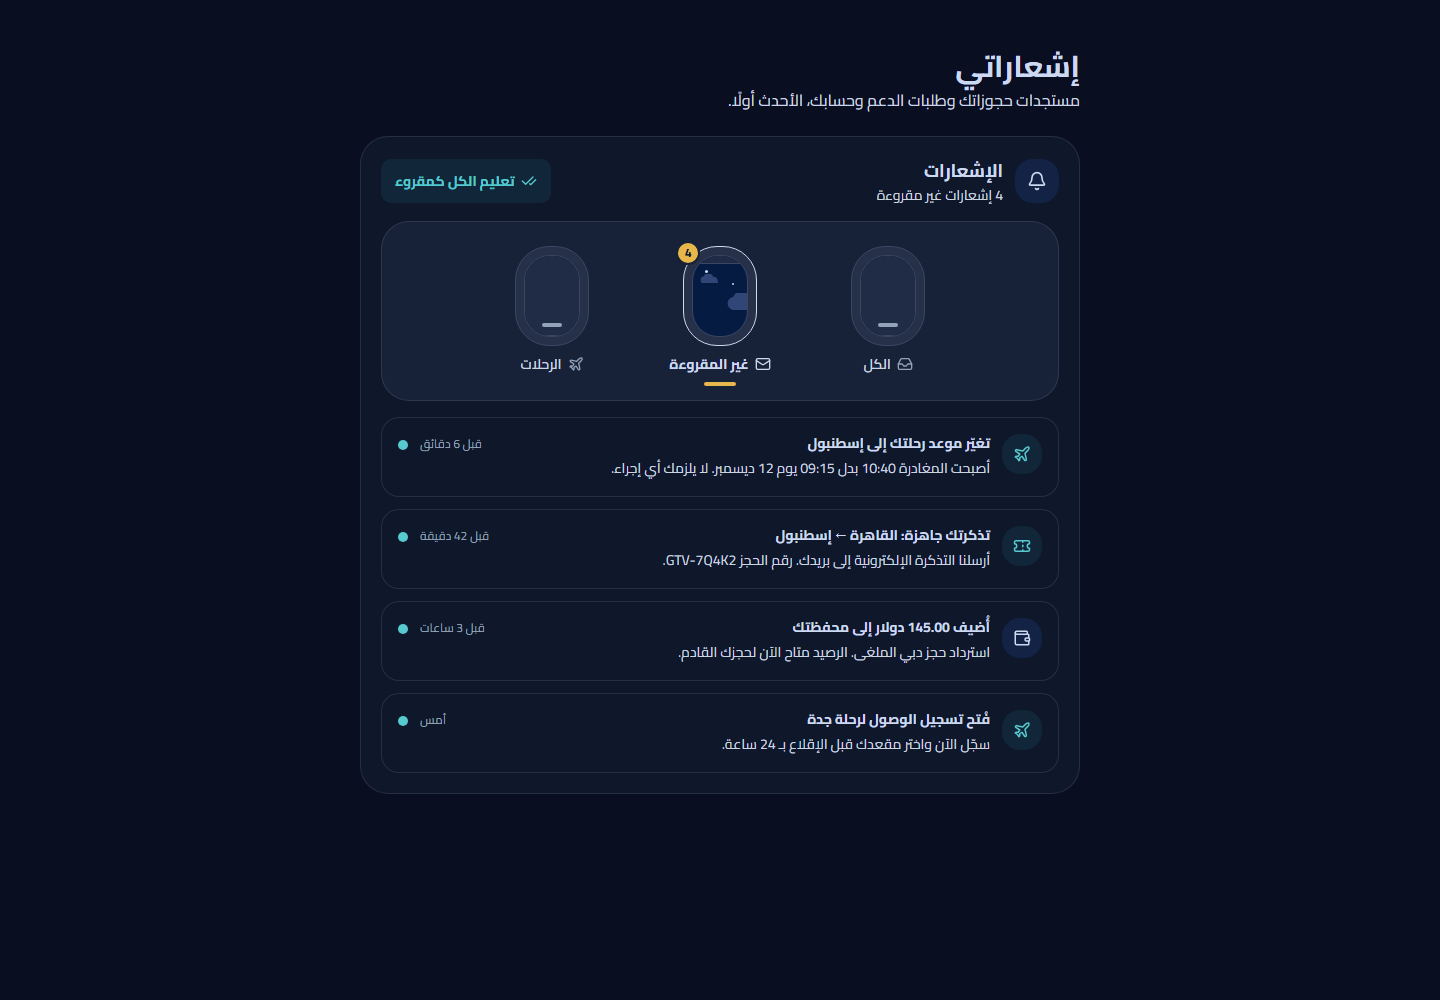 إشعاراتي
مستجدات حجوزاتك وطلبات الدعم وحسابك، الأحدث أولًا.
الإشعارات
4 إشعارات غير مقروءة
تعليم الكل كمقروء
الكل
4
غير المقروءة
الرحلات
تغيّر موعد رحلتك إلى إسطنبول
قبل 6 دقائق
أصبحت المغادرة 10:40 بدل 09:15 يوم 12 ديسمبر. لا يلزمك أي إجراء.
تذكرتك جاهزة: القاهرة ← إسطنبول
قبل 42 دقيقة
أرسلنا التذكرة الإلكترونية إلى بريدك. رقم الحجز GTV-7Q4K2.
أُضيف 145.00 دولار إلى محفظتك
قبل 3 ساعات
استرداد حجز دبي الملغى. الرصيد متاح الآن لحجزك القادم.
فُتح تسجيل الوصول لرحلة جدة
أمس
سجّل الآن واختر مقعدك قبل الإقلاع بـ 24 ساعة.